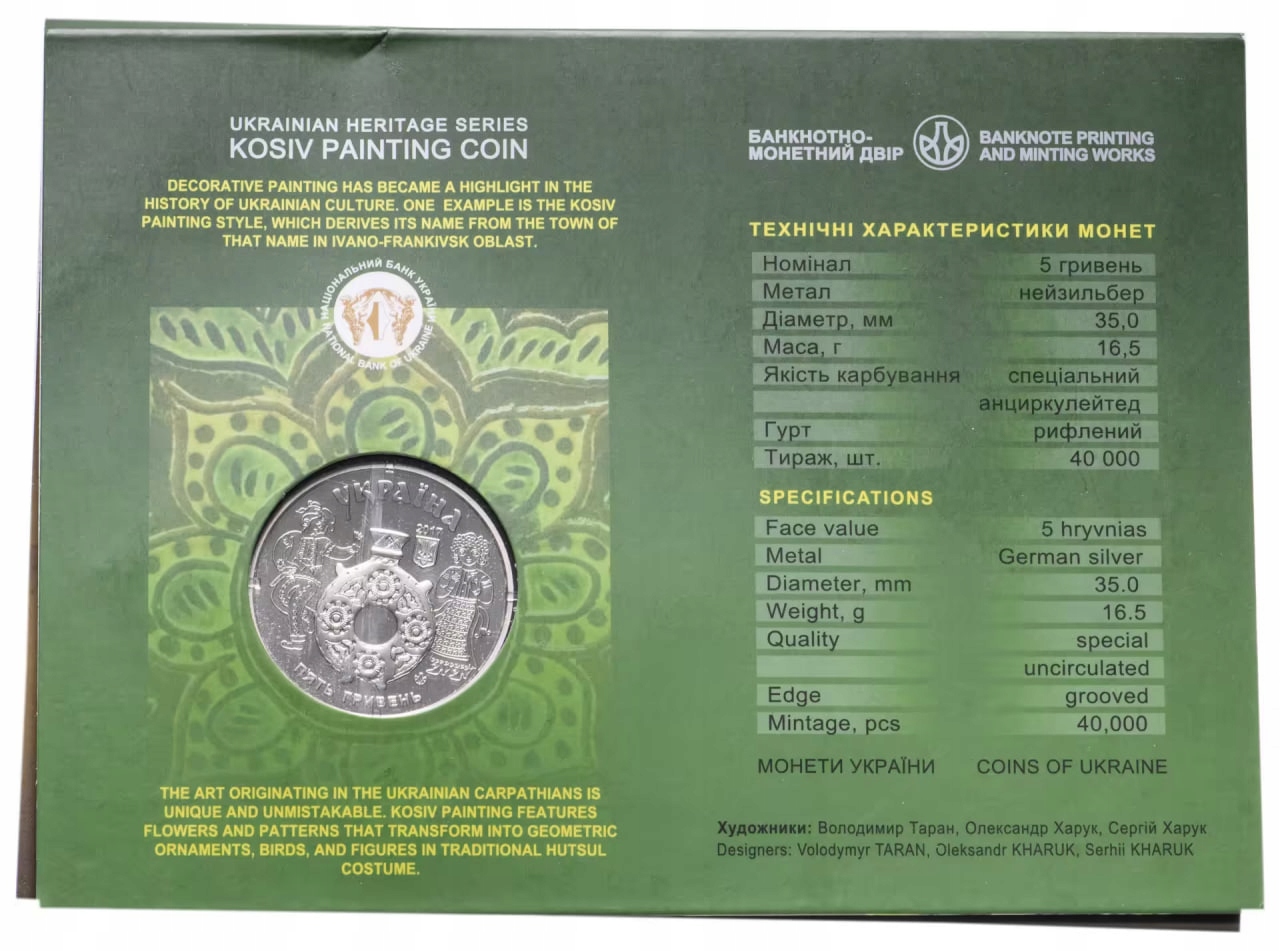 UKRAINIAN HERITAGE SERIES
KOSIV PAINTING COIN
DECORATIVE PAINTING HAS BECAME A HIGHLIGHT IN THE
HISTORY OF UKRAINIAN CULTURE. ONE EXAMPLE IS THE KOSIV
PAINTING STYLE, WHICH DERIVES ITS NAME FROM THE TOWN OF
THAT NAME IN IVANO-FRANKIVSK OBLAST.
НАЦІОНАЛЬНИЙ БАНК УКРАЇНИ
NATIONAL BANK OF UKRAINE
УКРАЇНА
2017
П'ЯТЬ ГРИВЕНЬ
THE ART ORIGINATING IN THE UKRAINIAN CARPATHIANS IS
UNIQUE AND UNMISTAKABLE. KOSIV PAINTING FEATURES
FLOWERS AND PATTERNS THAT TRANSFORM INTO GEOMETRIC
ORNAMENTS, BIRDS, AND FIGURES IN TRADITIONAL HUTSUL
COSTUME.
БАНКНОТНО-
МОНЕТНИЙ ДВІР
BANKNOTE PRINTING
AND MINTING WORKS
ТЕХНІЧНІ ХАРАКТЕРИСТИКИ МОНЕТ
Номінал 5 гривень
Метал нейзильбер
Діаметр, мм 35,0
Маса, г 16,5
Якість карбування спеціальний
анциркулейтед
Гурт рифлений
Тираж, шт. 40 000
SPECIFICATIONS
Face value 5 hryvnias
Metal German silver
Diameter, mm 35.0
Weight, g 16.5
Quality special
uncirculated
Edge grooved
Mintage, pcs 40,000
МОНЕТИ УКРАЇНИ COINS OF UKRAINE
Художники: Володимир Таран, Олександр Харук, Сергій Харук
Designers: Volodymyr TARAN, Oleksandr KHARUK, Serhii KHARUK